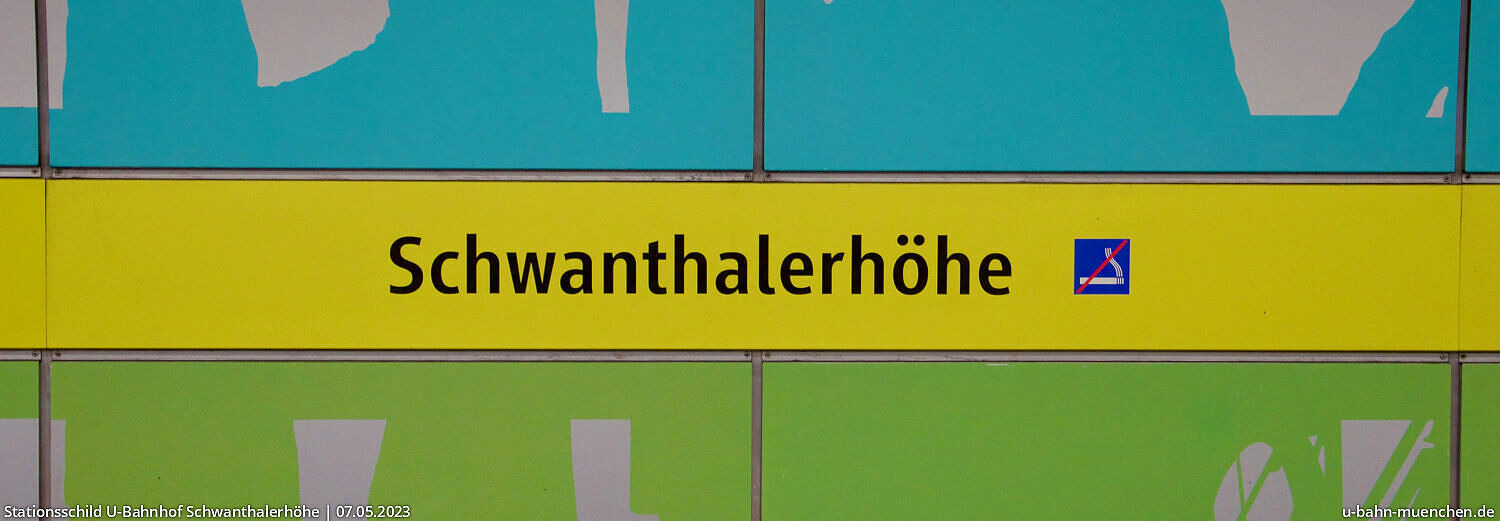 Schwanthalerhöhe
Stationsschild U-Bahnhof Schwanthalerhöhe | 07.05.2023
u-bahn-muenchen.de